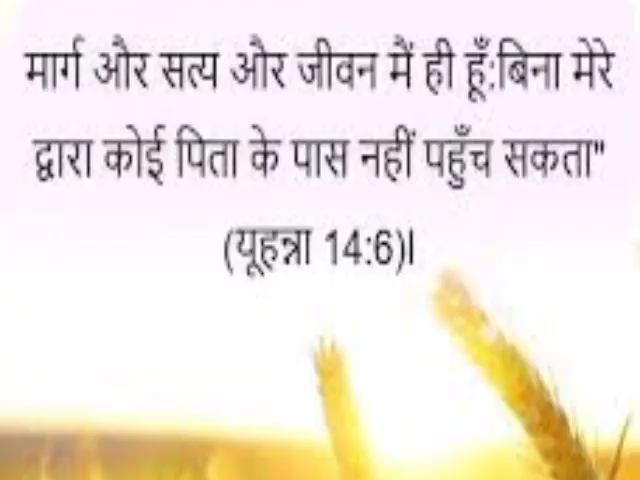 मार्ग और सत्य और जीवन मैं ही हूँ:बिना मेरे
द्वारा कोई पिता के पास नहीं पहुँच सकता"
(यूहन्ना 14:6)l